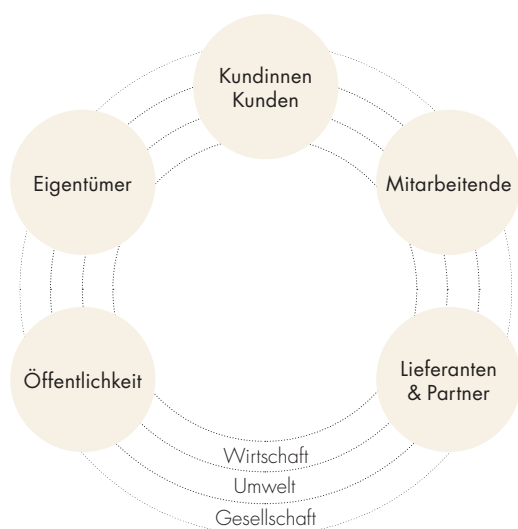 Kundinnen
Kunden
Eigentümer
Mitarbeitende
Öffentlichkeit
Lieferanten
& Partner
Wirtschaft
Umwelt
Gesellschaft